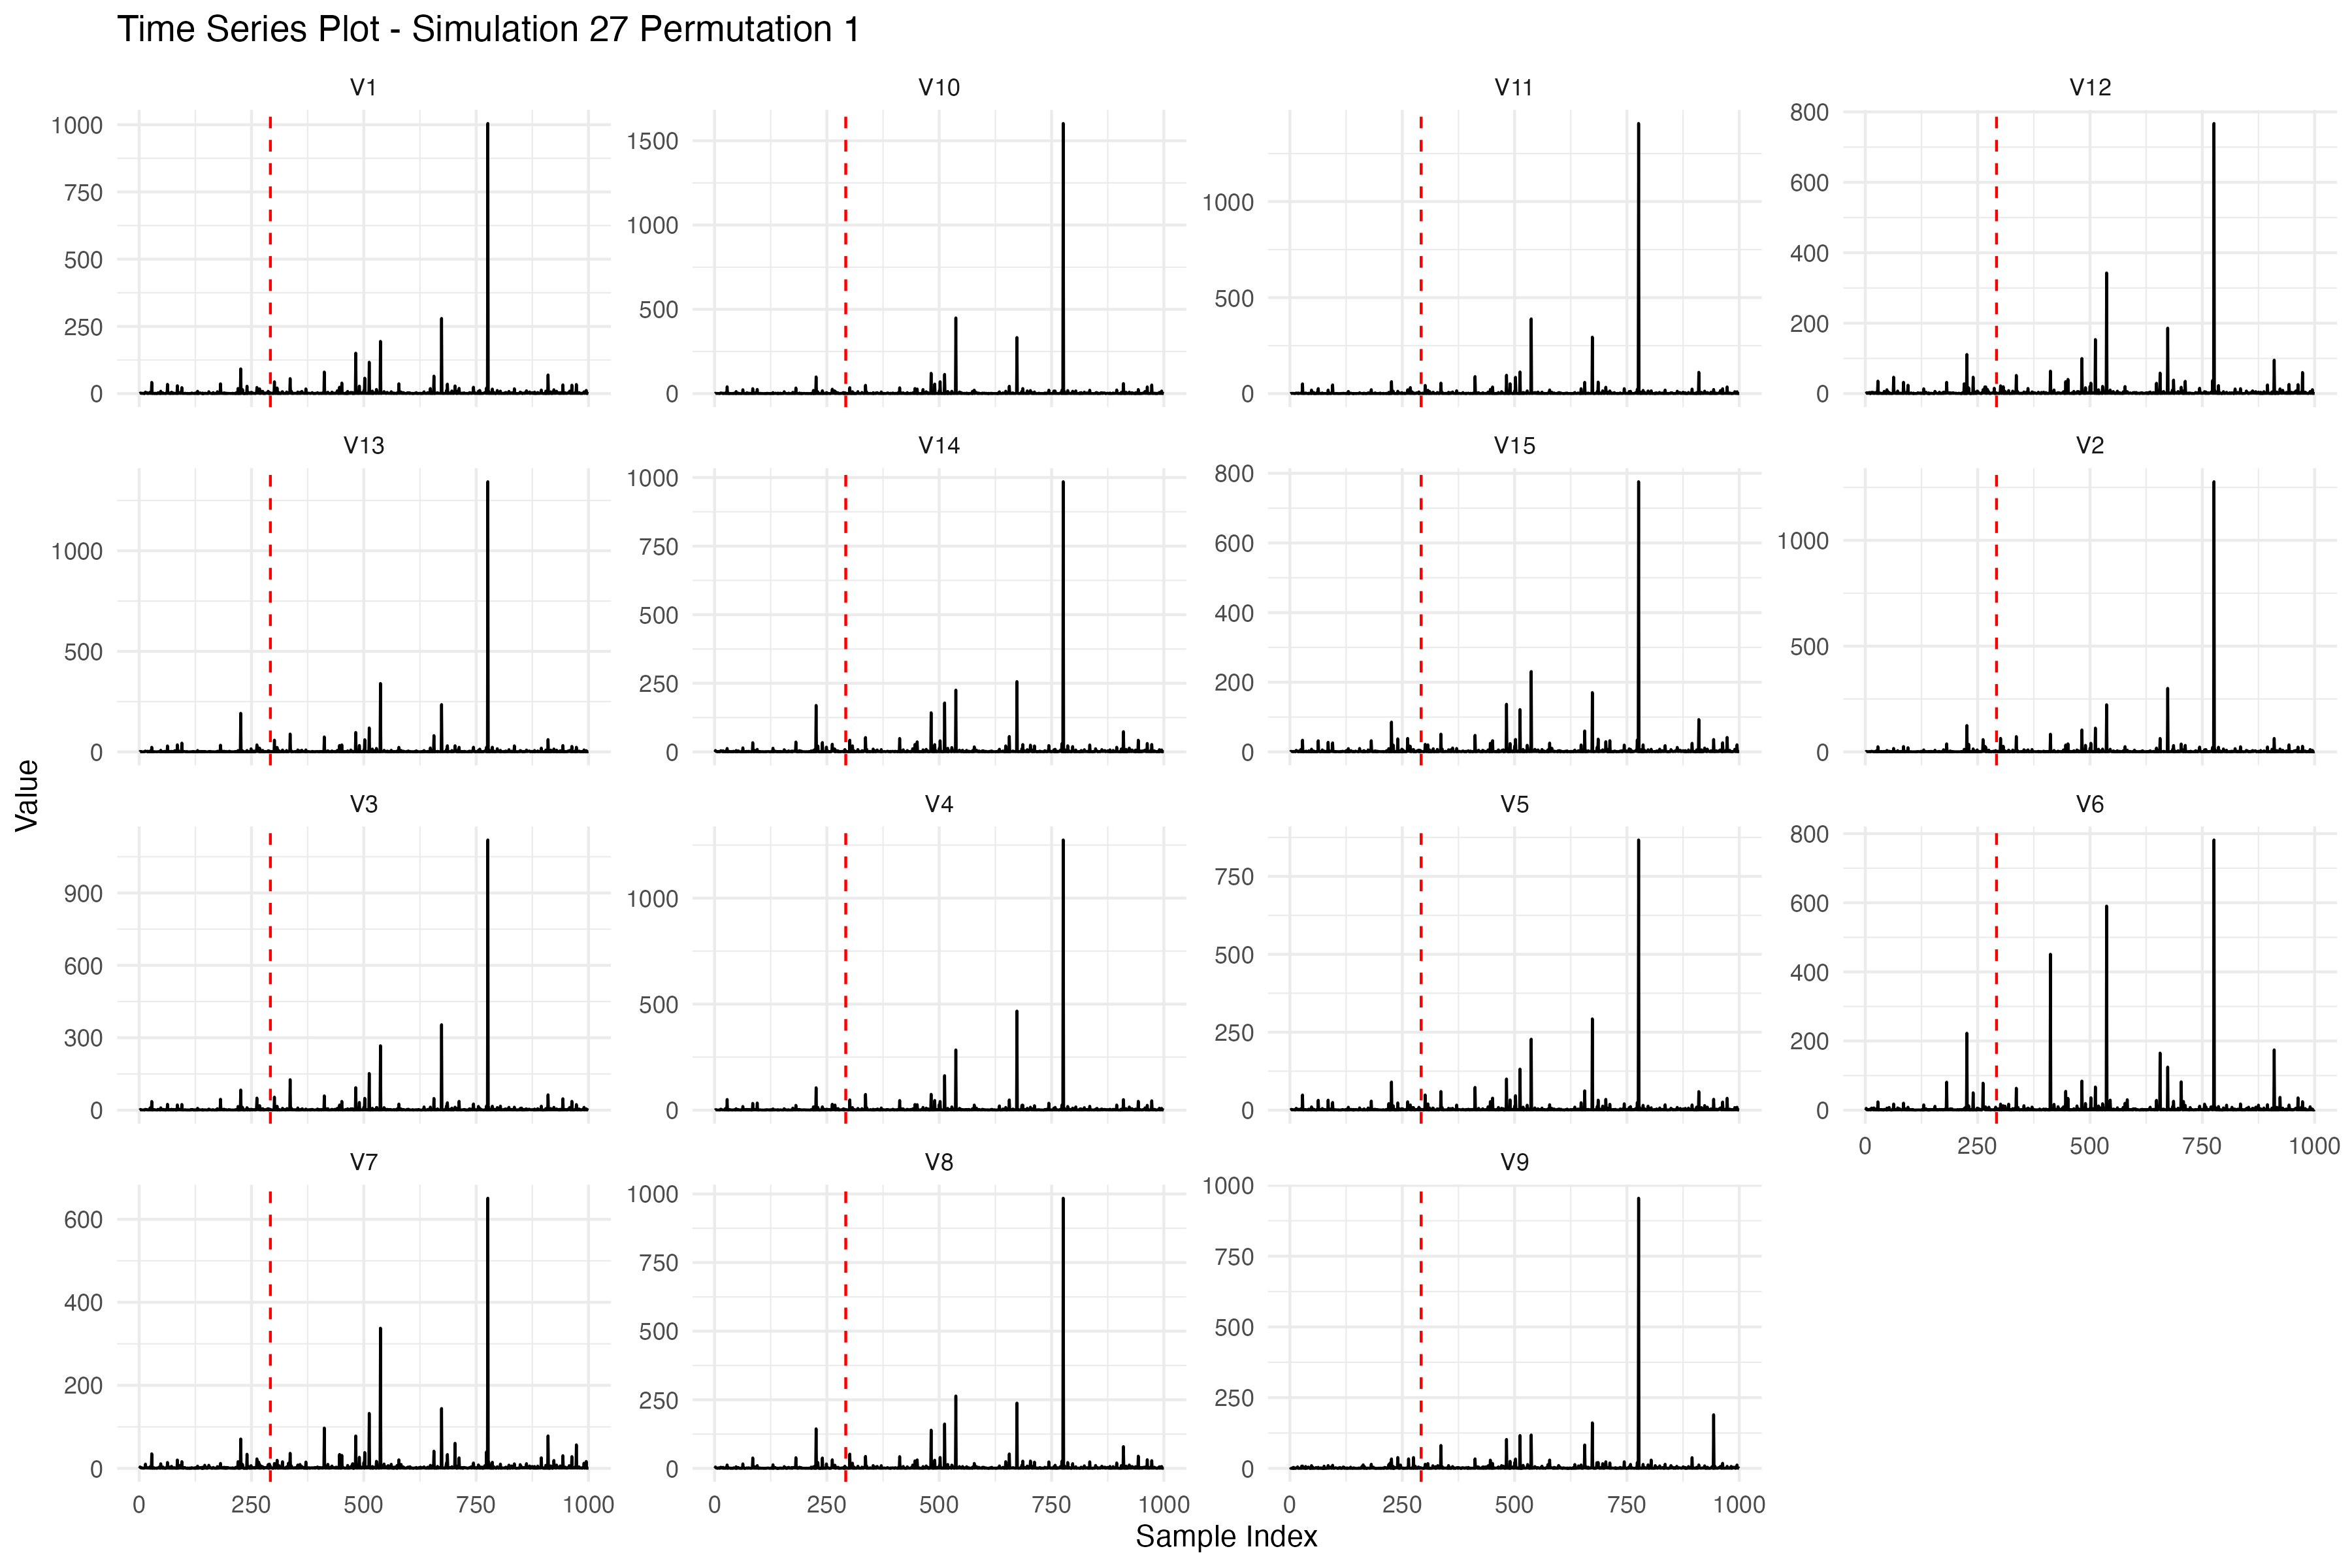 Time Series Plot - Simulation 27 Permutation 1
V1
V10
V11
V12
1000
750
500
250
0
1500
1000
500
0
1000
500
0
800
600
400
200
0
V13
V14
V15
V2
1000
500
0
1000
750
500
250
0
800
600
400
200
0
1000
500
0
Value
V3
V4
V5
V6
900
600
300
0
1000
500
0
750
500
250
0
800
600
400
200
0
0 250 500 750 1000
V7
V8
V9
600
400
200
0
1000
750
500
250
0
1000
750
500
250
0
0 250 500 750 1000
0 250 500 750 1000
0 250 500 750 1000
Sample Index